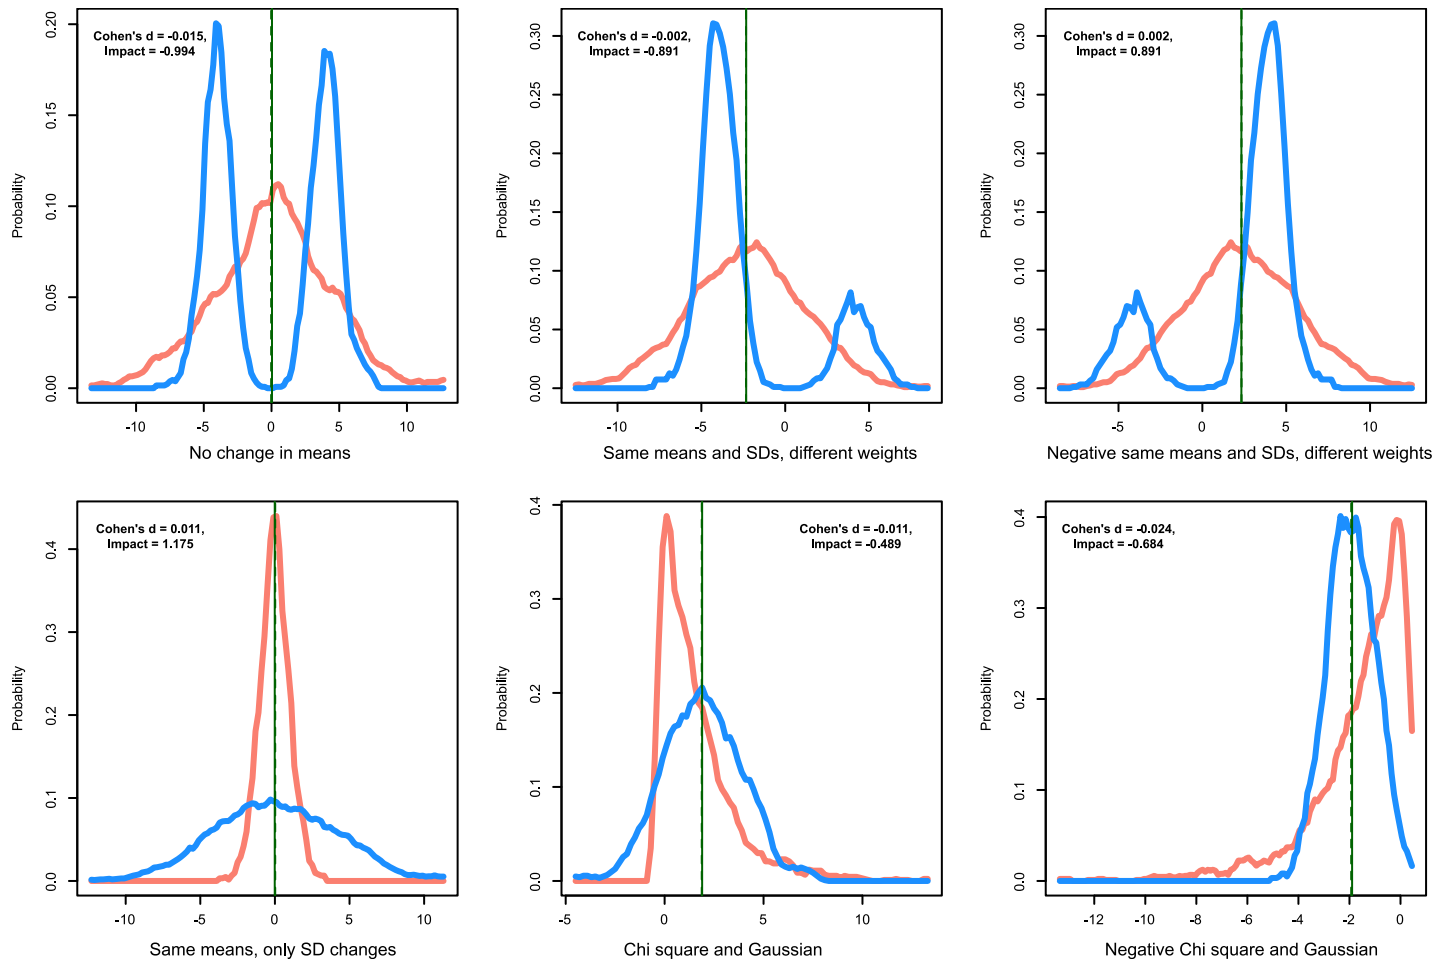 Cohen's d = -0.015,
Impact = -0.994
Probability
0.20
0.15
0.10
0.05
0.00
-10 -5 0 5 10
No change in means
Cohen's d = -0.002,
Impact = -0.891
Probability
0.30
0.25
0.20
0.15
0.10
0.05
0.00
-10 -5 0 5
Same means and SDs, different weights
Cohen's d = 0.002,
Impact = 0.891
Probability
0.30
0.25
0.20
0.15
0.10
0.05
0.00
-5 0 5 10
Negative same means and SDs, different weights
Cohen's d = 0.011,
Impact = 1.175
Probability
0.4
0.3
0.2
0.1
0.0
-10 -5 0 5 10
Same means, only SD changes
Cohen's d = -0.011,
Impact = -0.489
Probability
0.4
0.3
0.2
0.1
0.0
-5 0 5 10
Chi square and Gaussian
Cohen's d = -0.024,
Impact = -0.684
Probability
0.4
0.3
0.2
0.1
0.0
-12 -10 -8 -6 -4 -2 0
Negative Chi square and Gaussian